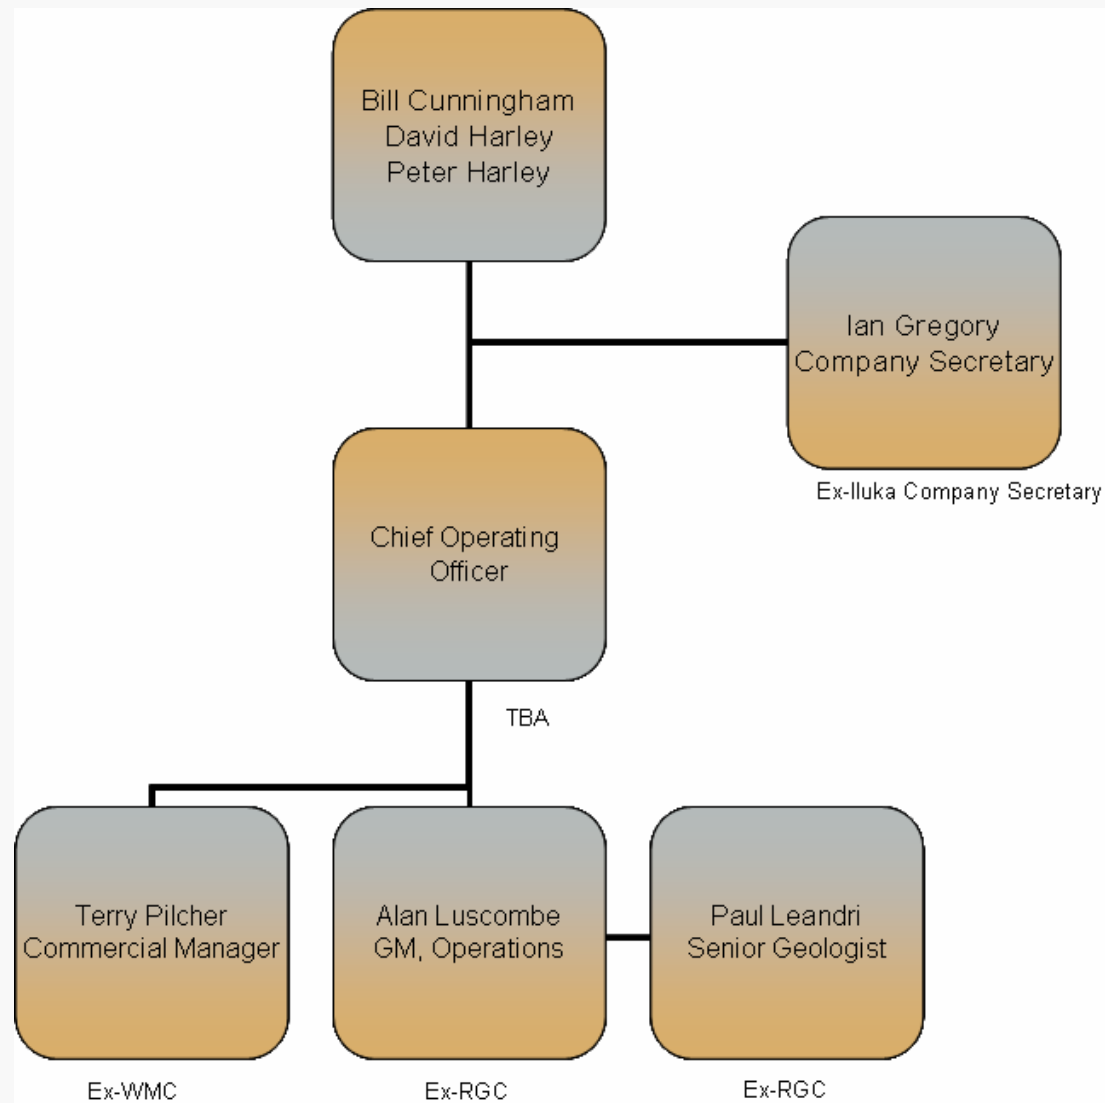 Bill Cunningham
David Harley
Peter Harley
Ian Gregory
Company Secretary
Ex-Iluka Company Secretary
Chief Operating
Officer
TBA
Terry Pilcher
Commercial Manager
Ex-WMC
Alan Luscombe
GM, Operations
Ex-RGC
Paul Leandri
Senior Geologist
Ex-RGC